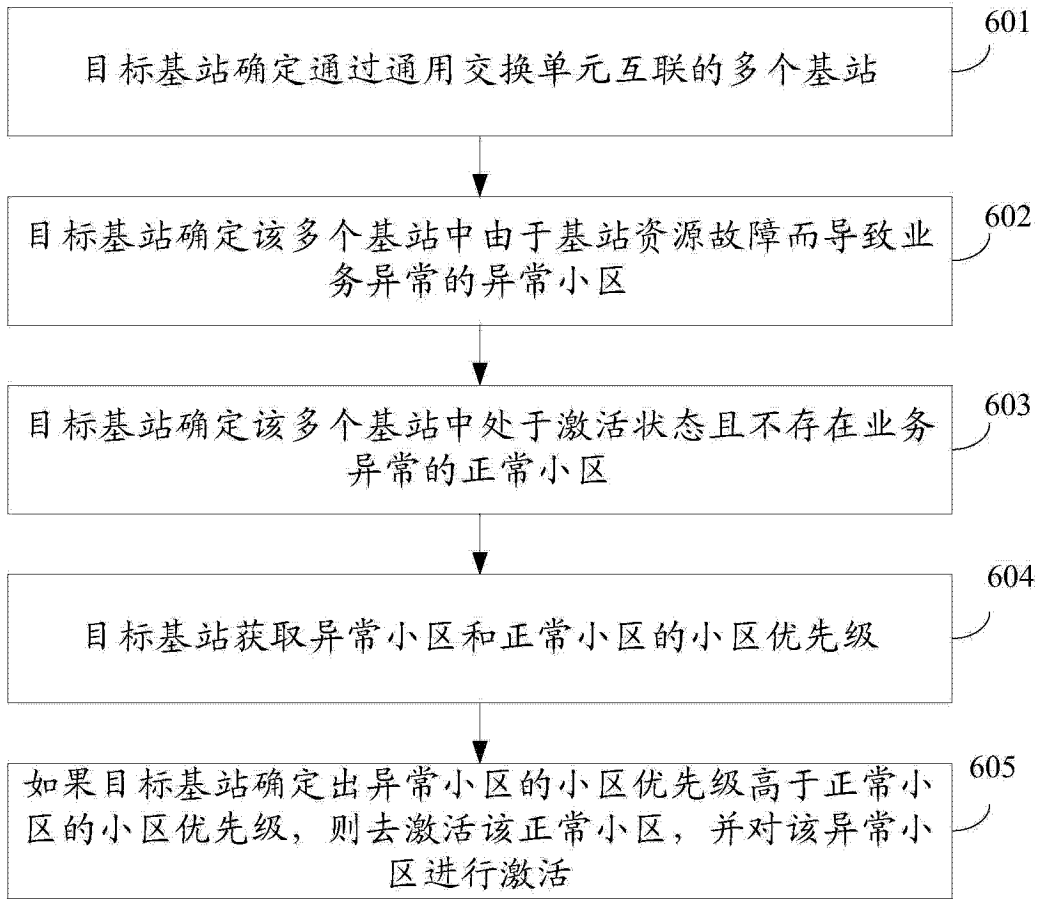 目标基站确定通过通用交换单元互联的多个基站
601
目标基站确定该多个基站中由于基站资源故障而导致业
务异常的异常小区
602
目标基站确定该多个基站中处于激活状态且不存在业务
异常的正常小区
603
目标基站获取异常小区和正常小区的小区优先级
604
如果目标基站确定出异常小区的小区优先级高于正常小
区的小区优先级，则去激活该正常小区，并对该异常小
区进行激活
605